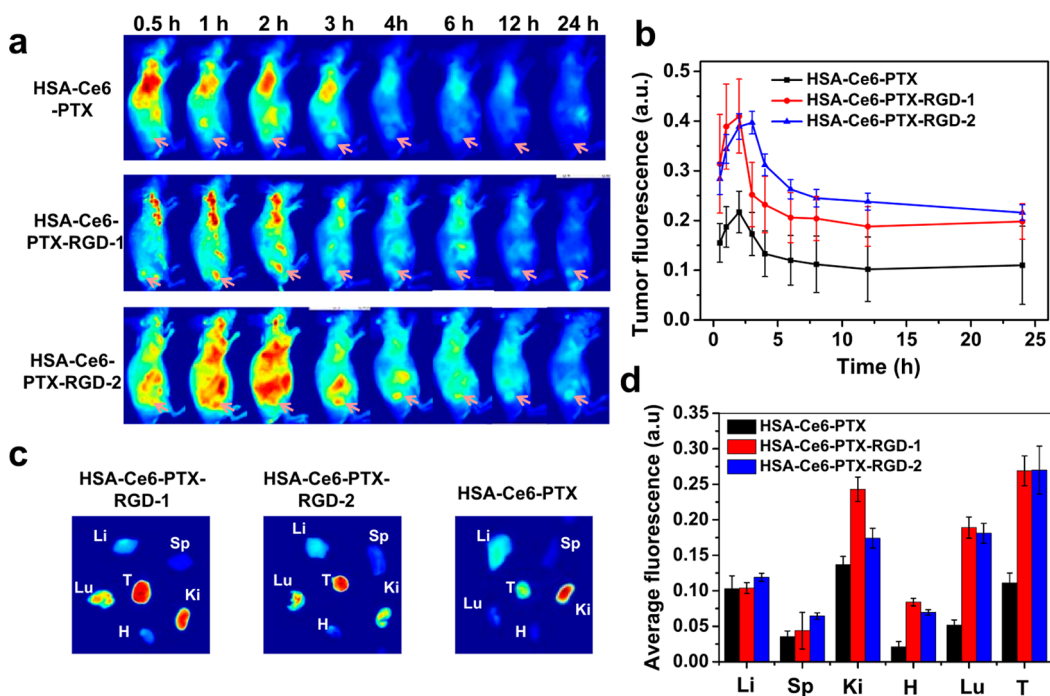 a
0.5 h 1 h 2 h 3 h 4h 6 h 12 h 24 h
HSA-Ce6
-PTX
HSA-Ce6-
PTX-RGD-1
HSA-Ce6-
PTX-RGD-2
b
Tumor fluorescence (a.u.)
0.5
0.4
0.3
0.2
0.1
0.0
HSA-Ce6-PTX
HSA-Ce6-PTX-RGD-1
HSA-Ce6-PTX-RGD-2
0 5 10 15 20 25
Time (h)
c
HSA-Ce6-PTX-
RGD-1
Li
Sp
T
Lu
Ki
H
HSA-Ce6-PTX-
RGD-2
Li
Sp
T
Lu
Ki
H
HSA-Ce6-PTX
Li
Sp
T
Lu
Ki
H
d
Average fluorescence (a.u)
0.35
0.30
0.25
0.20
0.15
0.10
0.05
0.00
HSA-Ce6-PTX
HSA-Ce6-PTX-RGD-1
HSA-Ce6-PTX-RGD-2
Li Sp Ki H Lu T